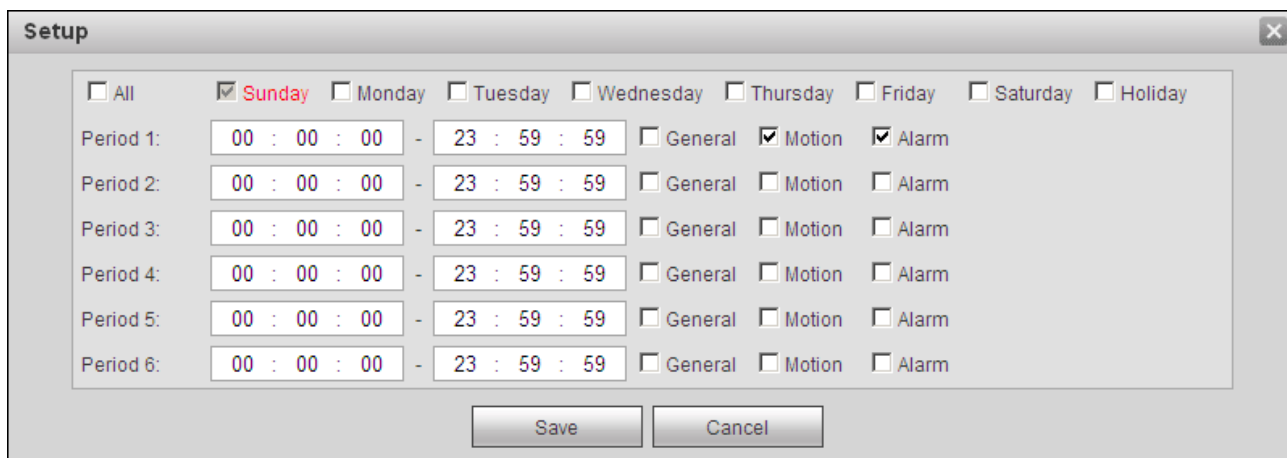 Setup
All Sunday Monday Tuesday Wednesday Thursday Friday Saturday Holiday
Period 1: 00 : 00 : 00 - 23 : 59 : 59 General Motion Alarm
Period 2: 00 : 00 : 00 - 23 : 59 : 59 General Motion Alarm
Period 3: 00 : 00 : 00 - 23 : 59 : 59 General Motion Alarm
Period 4: 00 : 00 : 00 - 23 : 59 : 59 General Motion Alarm
Period 5: 00 : 00 : 00 - 23 : 59 : 59 General Motion Alarm
Period 6: 00 : 00 : 00 - 23 : 59 : 59 General Motion Alarm
Save Cancel